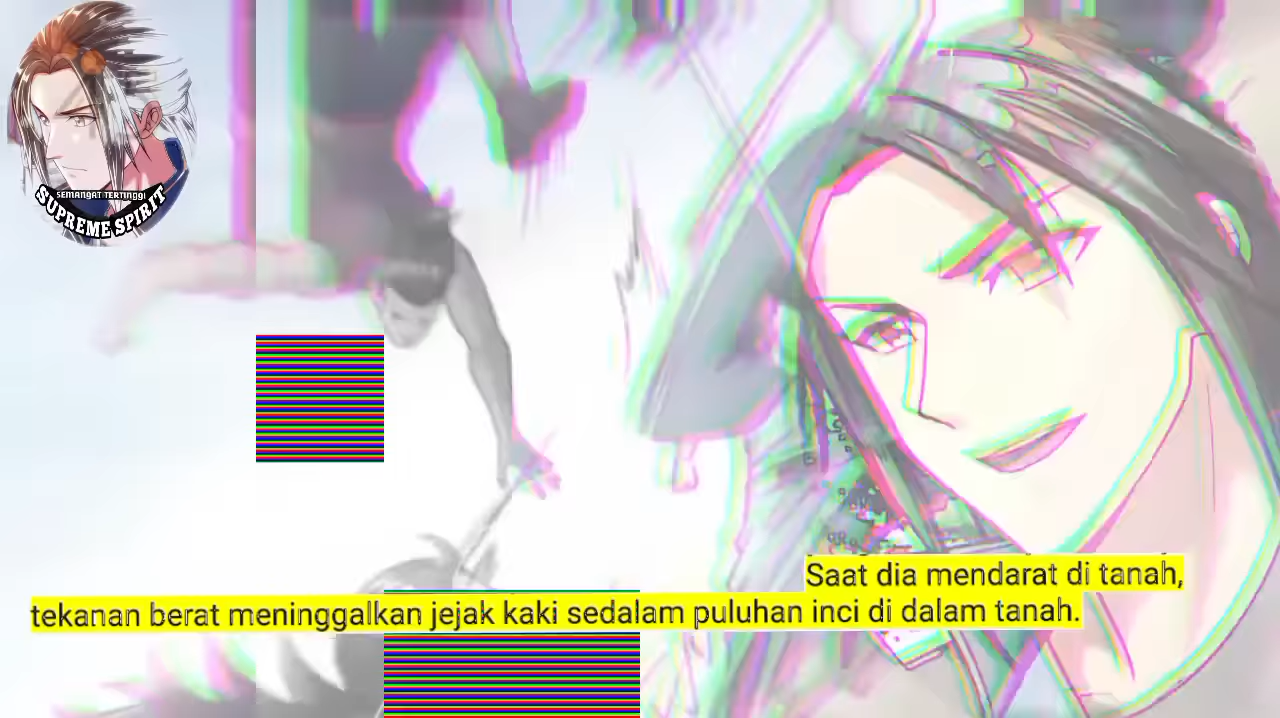 SEMANGAT TERTINGGI
SUPREME SPIRIT
Saat dia mendarat di tanah,
tekanan berat meninggalkan jejak kaki sedalam puluhan inci di dalam tanah.